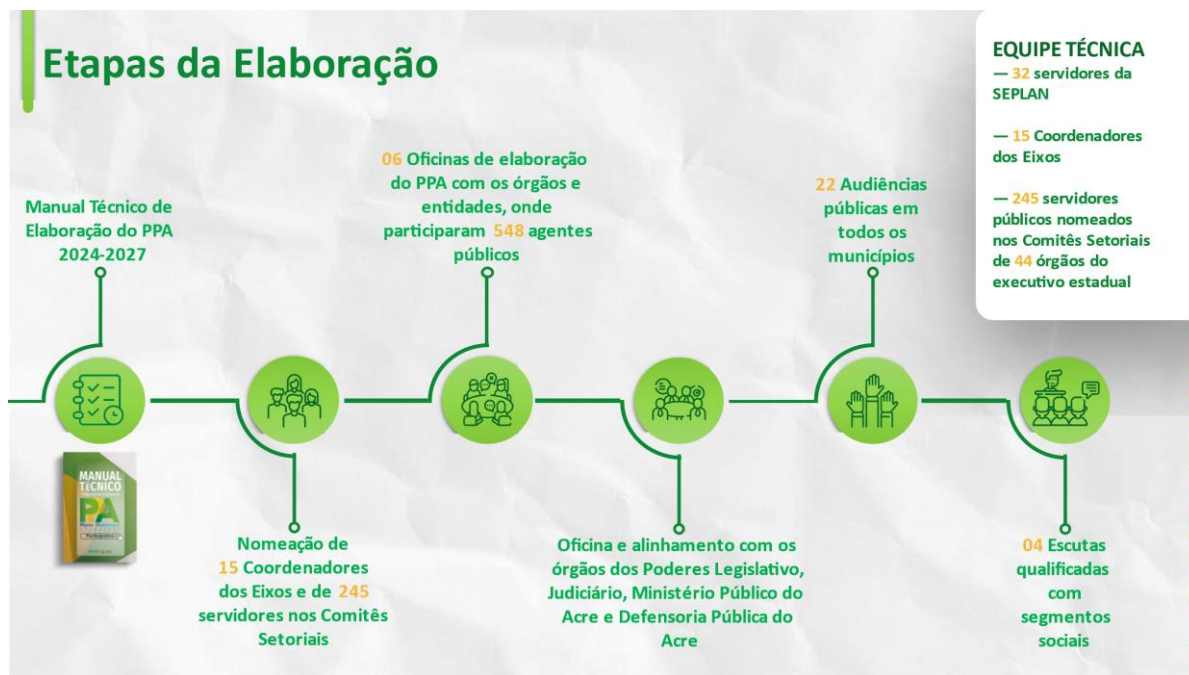 Etapas da Elaboração
EQUIPE TÉCNICA
— 32 servidores da
SEPLAN
— 15 Coordenadores
dos Eixos
— 245 servidores
públicos nomeados
nos Comitês Setoriais
de 44 órgãos do
executivo estadual
Manual Técnico de
Elaboração do PPA
2024-2027
06 Oficinas de elaboração
do PPA com os órgãos e
entidades, onde
participaram 548 agentes
públicos
22 Audiências
públicas em
todos os
municípios
MANUAL
TÉCNICO
PPA
Nomeação de
15 Coordenadores
dos Eixos e de 245
servidores nos Comitês
Setoriais
Oficina e alinhamento com os
órgãos dos Poderes Legislativo,
Judiciário, Ministério Público do
Acre e Defensoria Pública do
Acre
04 Escutas
qualificadas
com
segmentos
sociais